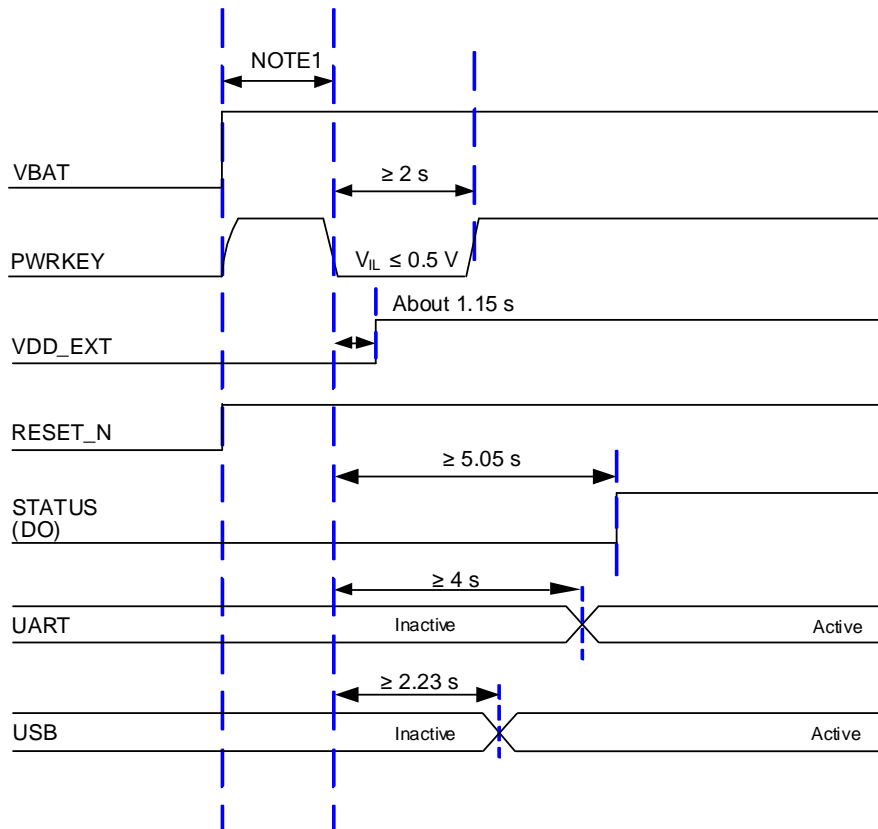 NOTE1
VBAT
≥ 2 s
PWRKEY
VIL ≤ 0.5 V
About 1.15 s
VDD_EXT
RESET_N
≥ 5.05 s
STATUS
(DO)
≥ 4 s
UART
Inactive
Active
≥ 2.23 s
USB
Inactive
Active